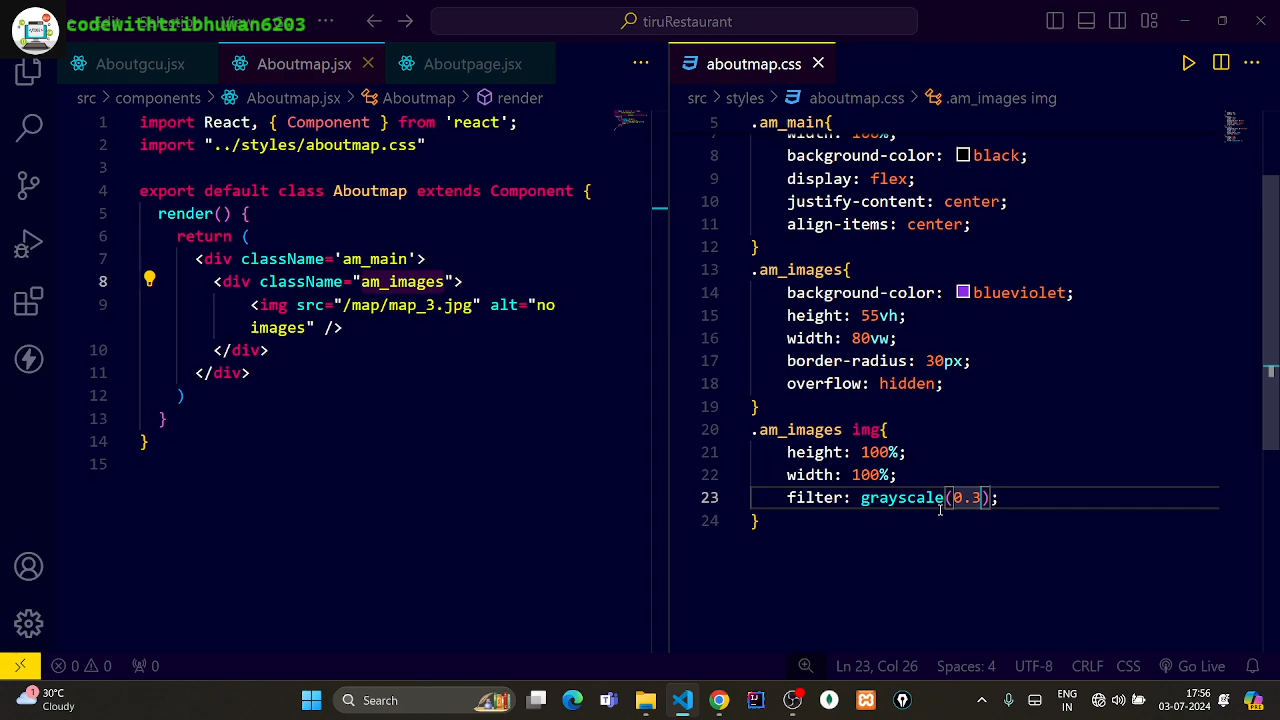 codewithtribhuwan6203
tiruRestaurant
Aboutgcu.jsx
Aboutmap.jsx
Aboutpage.jsx
aboutmap.css
src components Aboutmap.jsx Aboutmap render
src styles aboutmap.css .am_images img
1 import React, { Component } from 'react';
2 import "../styles/aboutmap.css"
3
4 export default class Aboutmap extends Component {
5 render() {
6 return (
7 <div className='am_main'>
8 <div className="am_images">
9 <img src="/map/map_3.jpg" alt="no
images" />
10 </div>
11 </div>
12 )
13 }
14 }
15
5 .am_main{
7 width: 100%;
8 background-color: black;
9 display: flex;
10 justify-content: center;
11 align-items: center;
12 }
13 .am_images{
14 background-color: blueviolet;
15 height: 55vh;
16 width: 80vw;
17 border-radius: 30px;
18 overflow: hidden;
19 }
20 .am_images img{
21 height: 100%;
22 width: 100%;
23 filter: grayscale(0.3);
24 }
0 0 0
Ln 23, Col 26 Spaces: 4 UTF-8 CRLF CSS Go Live
30°C
Cloudy
Search
ENG
IN
17:56
03-07-2024